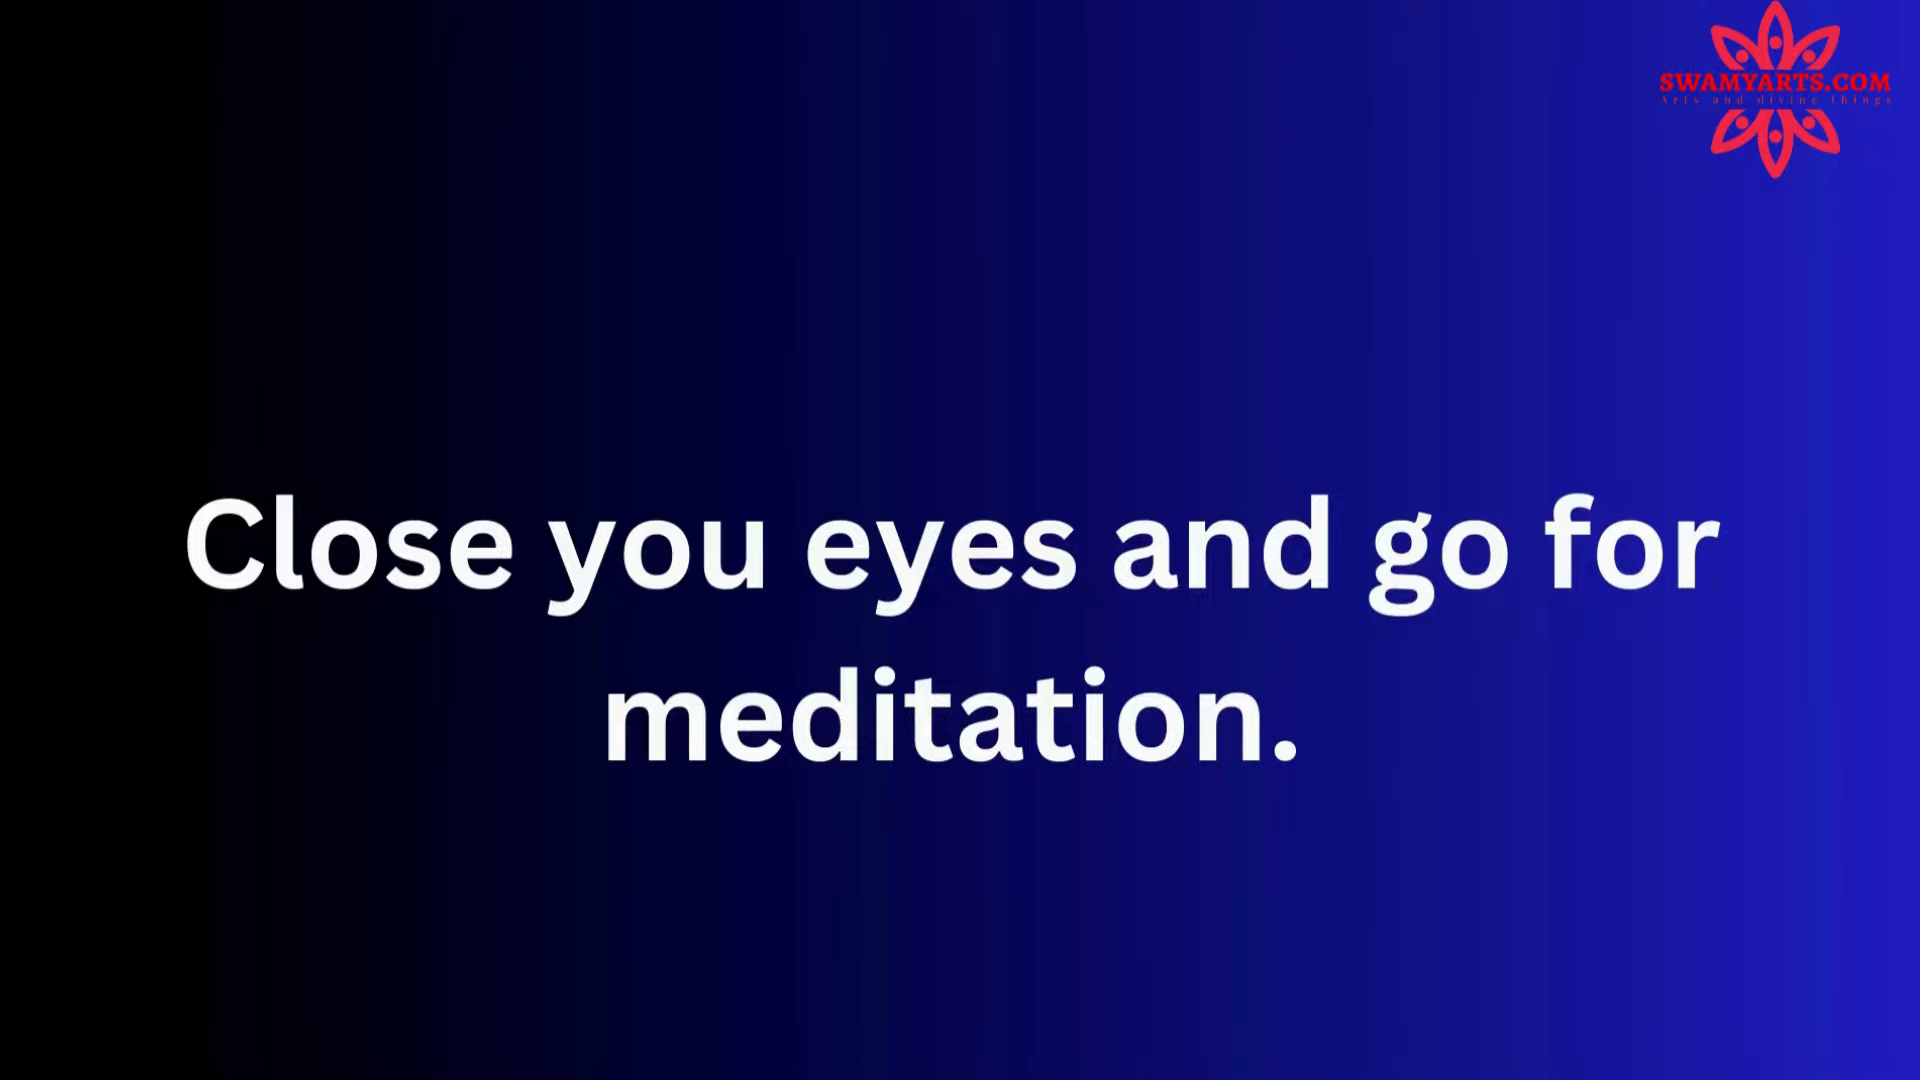 SWAMYARTS.COM
Arts and divine things
Close you eyes and go for
meditation.